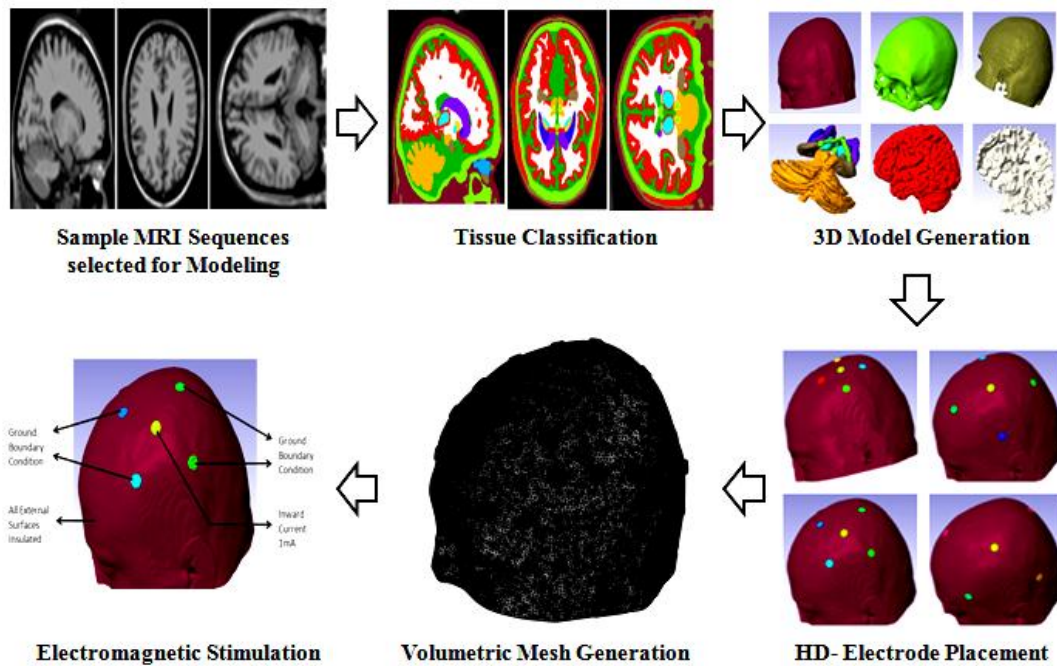 Sample MRI Sequences
selected for Modeling
Tissue Classification
3D Model Generation
Ground
Boundary
Condition
All External
Surfaces
Insulated
Ground
Boundary
Condition
Inward
Current
1mA
Electromagnetic Stimulation
Volumetric Mesh Generation
HD- Electrode Placement